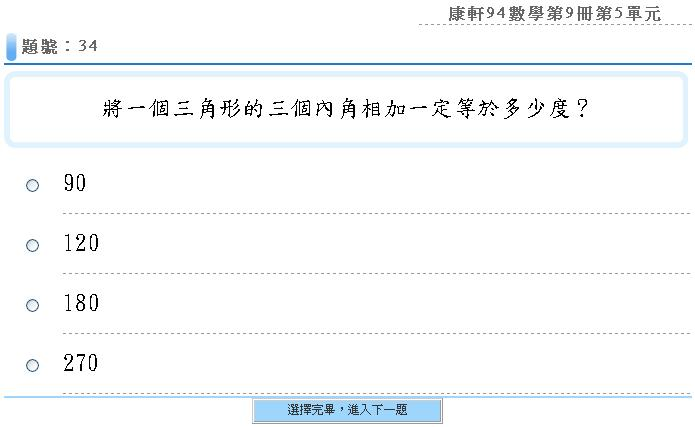 康軒94數學第9冊第5單元
題號：34
將一個三角形的三個內角相加一定等於多少度？
90
120
180
270
選擇完畢，進入下一題